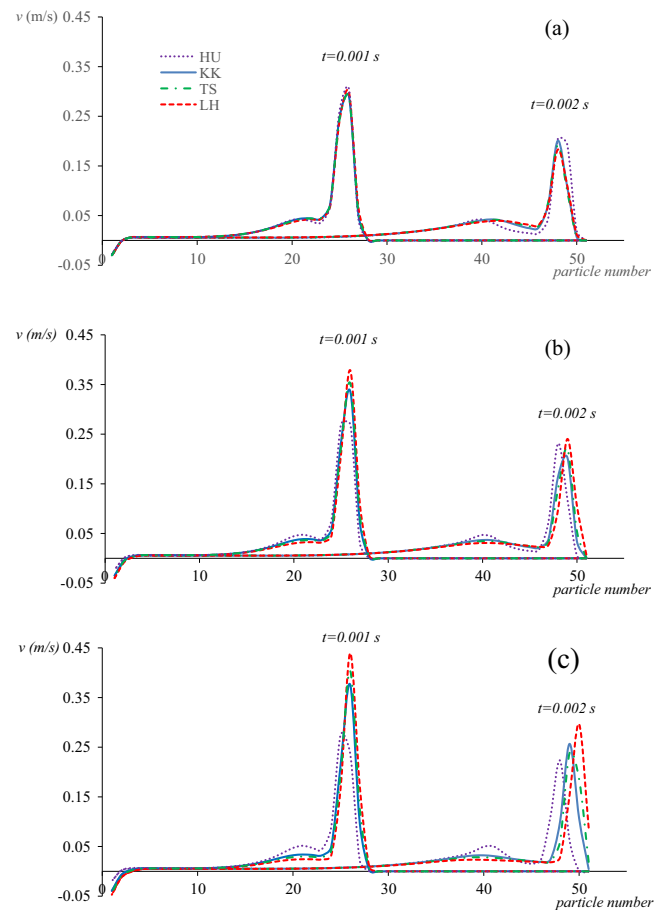 v (m/s) 0.45
(a)
t=0.001 s
HU
KK
TS
LH
0.35
t=0.002 s
0.25
0.15
0.05
-0.05
0 10 20 30 40 50
particle number
v (m/s) 0.45
t=0.001 s
(b)
0.35
t=0.002 s
0.25
0.15
0.05
-0.05
0 10 20 30 40 50
particle number
v (m/s) 0.45
t=0.001 s
(c)
0.35
t=0.002 s
0.25
0.15
0.05
-0.05
0 10 20 30 40 50
particle number